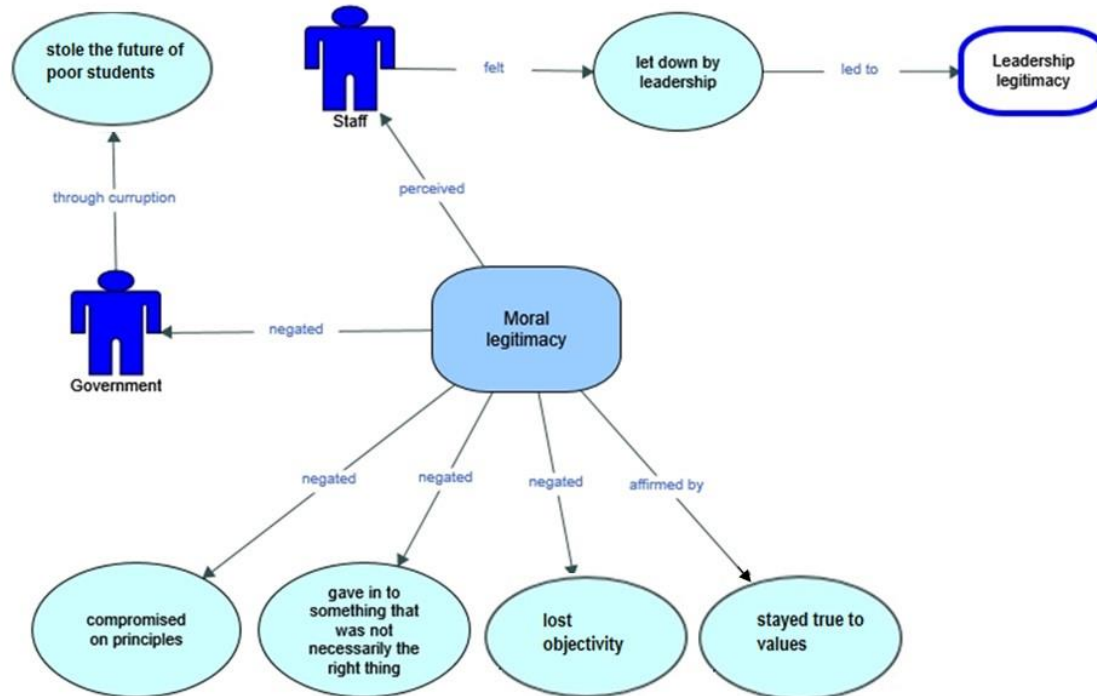 stole the future of
poor students
Staff
felt
let down by
leadership
led to
Leadership
legitimacy
through curruption
perceived
Government
negated
Moral
legitimacy
negated
negated
negated
affirmed by
compromised
on principles
gave in to
something that
was not
necessarily the
right thing
lost
objectivity
stayed true to
values